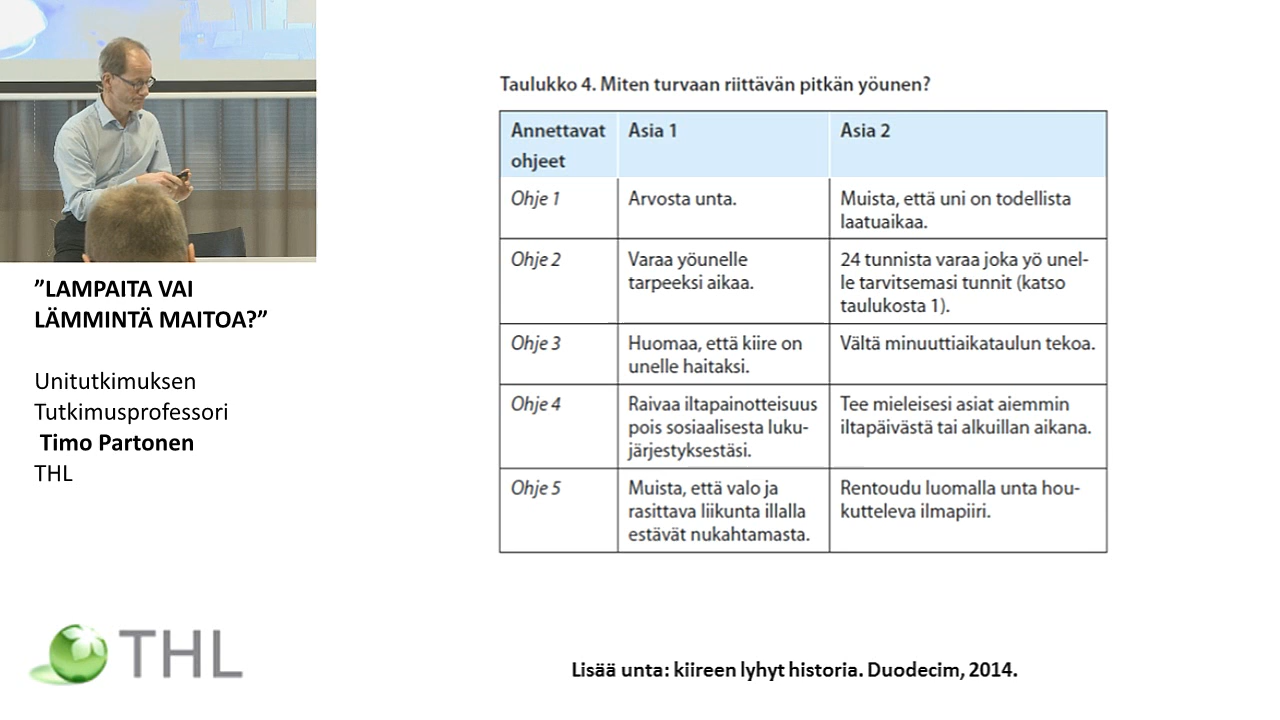 ”LAMPAITA VAI
LÄMMINTÄ MAITOA?”
Unitutkimuksen
Tutkimusprofessori
Timo Partonen
THL
THL
Taulukko 4. Miten turvaan riittävän pitkän yöunen?
Annettavat
ohjeet
Asia 1
Asia 2
Ohje 1
Arvosta unta.
Muista, että uni on todellista
laatuaikaa.
Ohje 2
Varaa yöunelle
tarpeeksi aikaa.
24 tunnista varaa joka yö unel-
le tarvitsemasi tunnit (katso
taulukosta 1).
Ohje 3
Huomaa, että kiire on
unelle haitaksi.
Vältä minuuttiaikataulun tekoa.
Ohje 4
Raivaa iltapainotteisuus
pois sosiaalisesta luku-
järjestyksestäsi.
Tee mieleisesi asiat aiemmin
iltapäivästä tai alkuillan aikana.
Ohje 5
Muista, että valo ja
rasittava liikunta illalla
estävät nukahtamasta.
Rentoudu luomalla unta hou-
kutteleva ilmapiiri.
Lisää unta: kiireen lyhyt historia. Duodecim, 2014.